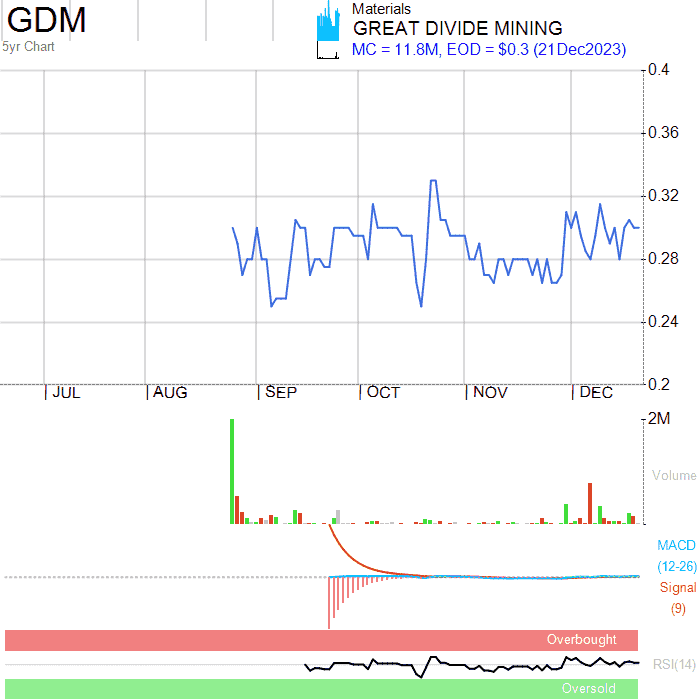 GDM
5yr Chart
Materials
GREAT DIVIDE MINING
MC = 11.8M, EOD = $0.3 (21Dec2023)
0.4
0.36
0.32
0.28
0.24
0.2
JUL AUG SEP OCT NOV DEC
2M
Volume
MACD
(12-26)
Signal
(9)
Overbought
RSI(14)
Oversold